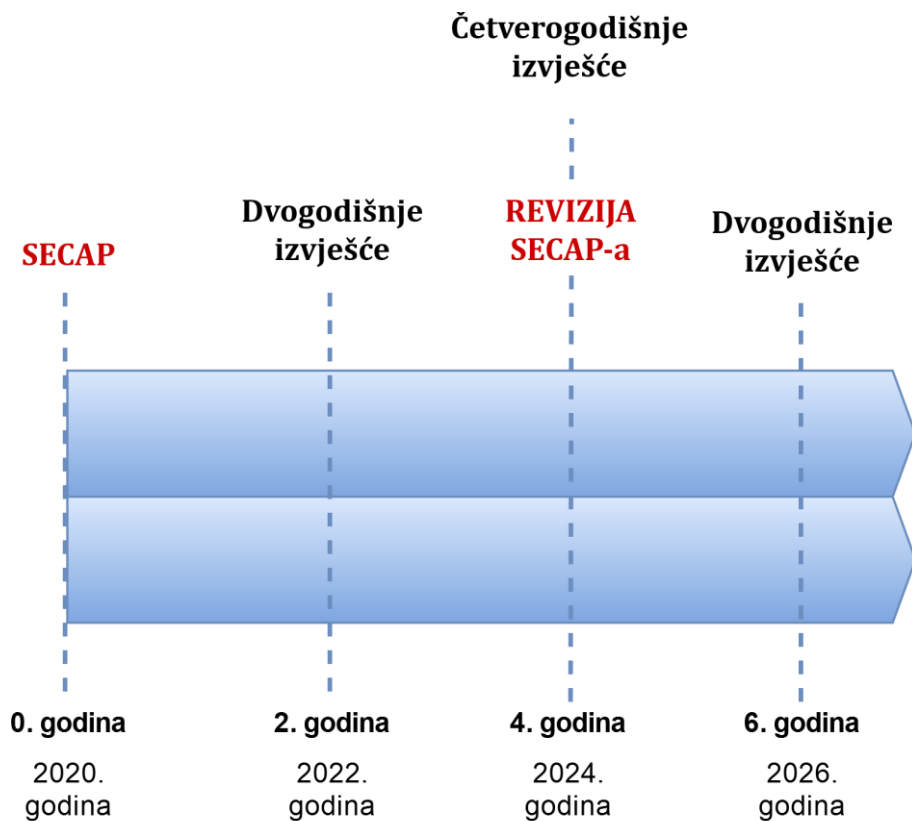 Četverogodišnje
izvješće
SECAP
Dvogodišnje
izvješće
REVIZIJA
SECAP-a
Dvogodišnje
izvješće
0. godina
2. godina
4. godina
6. godina
2020.
godina
2022.
godina
2024.
godina
2026.
godina